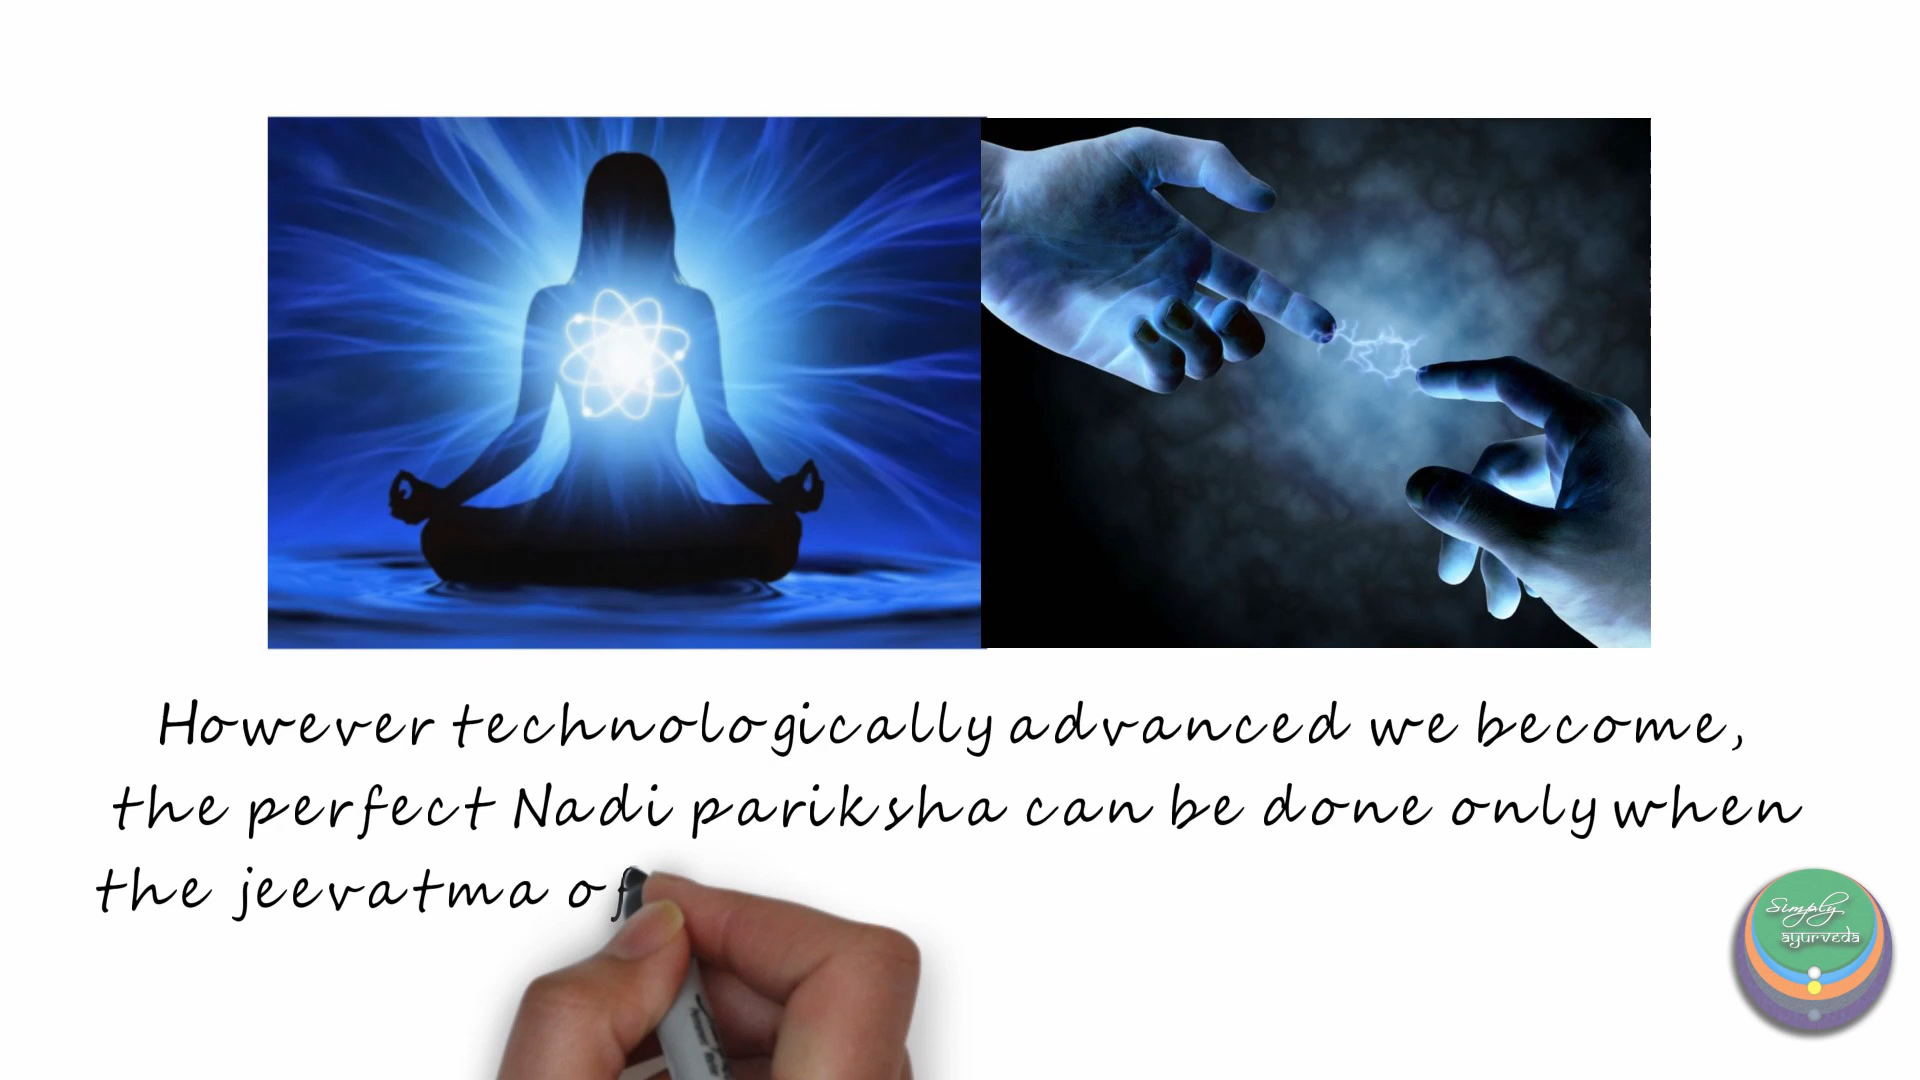 However technologically advanced we become,
the perfect Nadi pariksha can be done only when
the jeevatma of
Simply
ayurveda